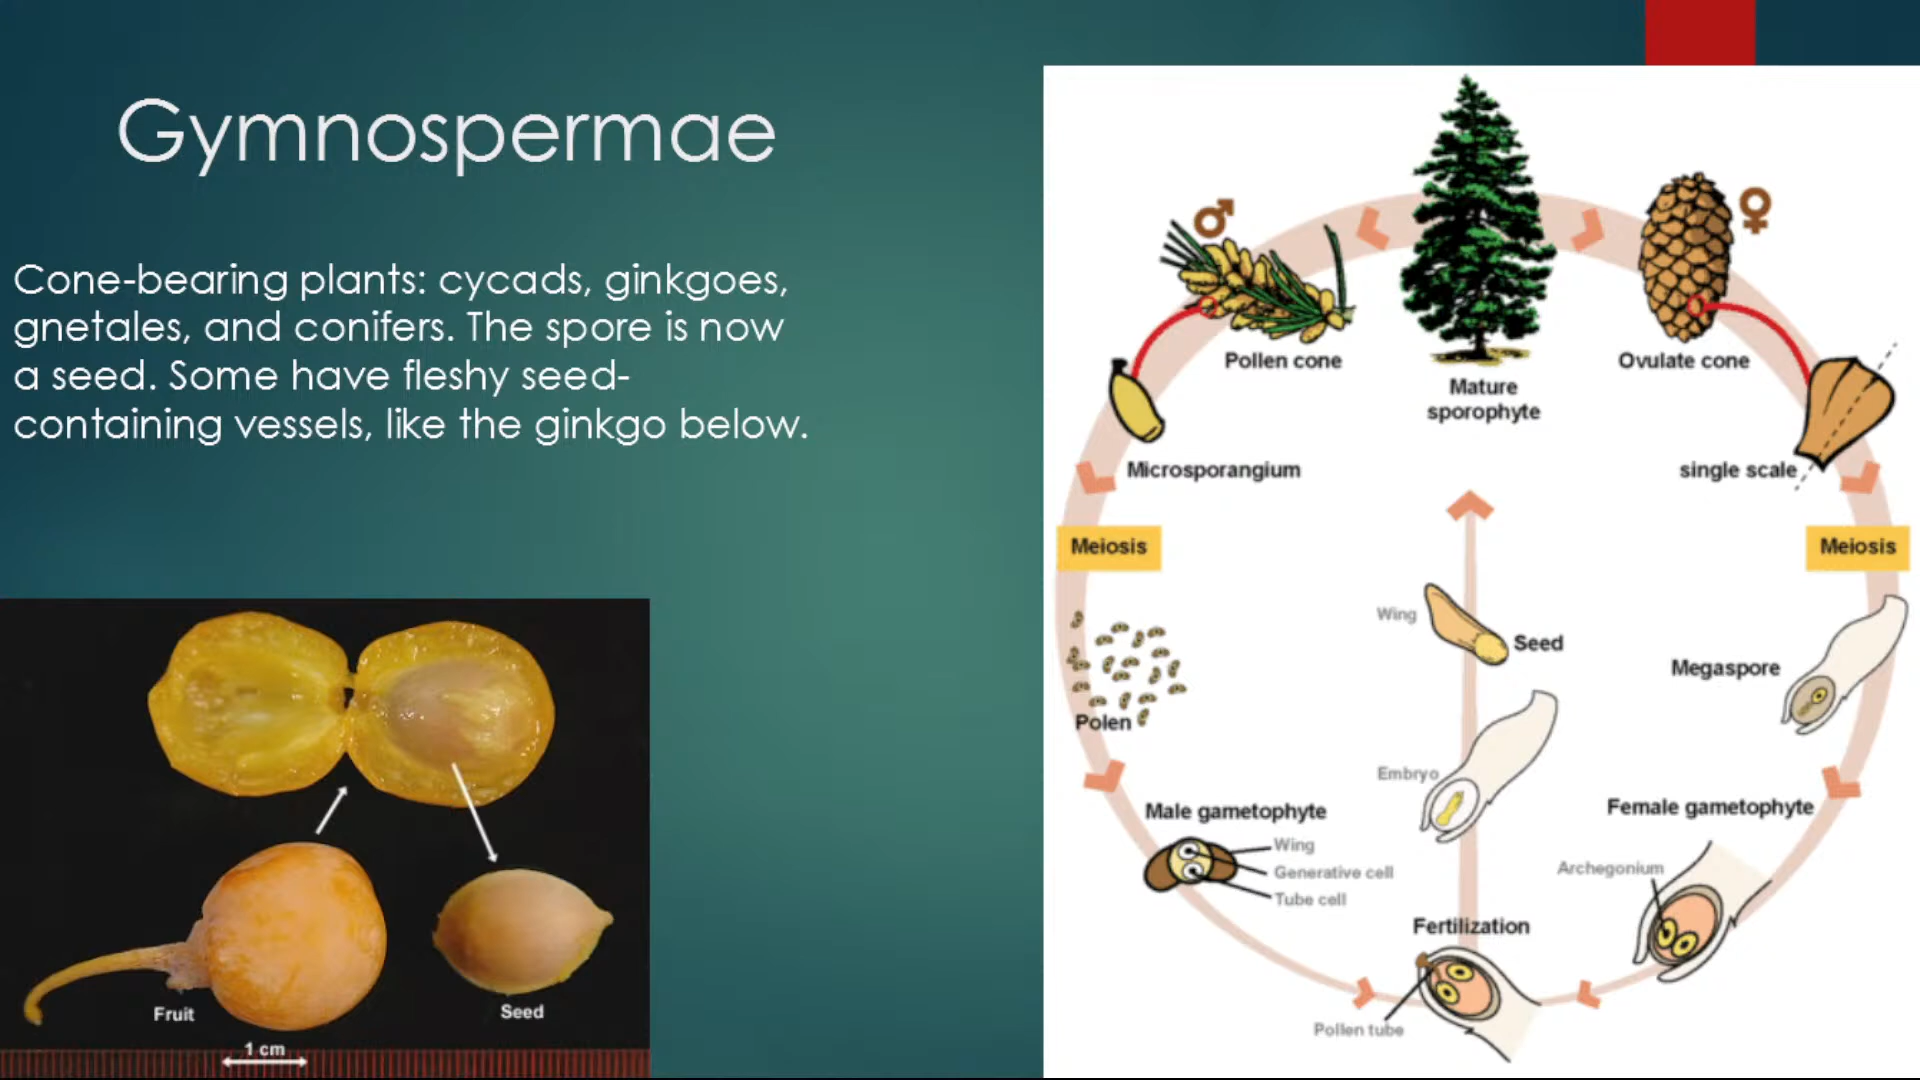 Gymnospermae
Cone-bearing plants: cycads, ginkgoes,
gnetales, and conifers. The spore is now
a seed. Some have fleshy seed-
containing vessels, like the ginkgo below.
Fruit
Seed
1 cm
♂
♀
Pollen cone
Mature
sporophyte
Ovulate cone
Microsporangium
single scale
Meiosis
Meiosis
Wing
Seed
Megaspore
Polen
Embryo
Male gametophyte
Female gametophyte
Wing
Generative cell
Tube cell
Archegonium
Fertilization
Pollen tube